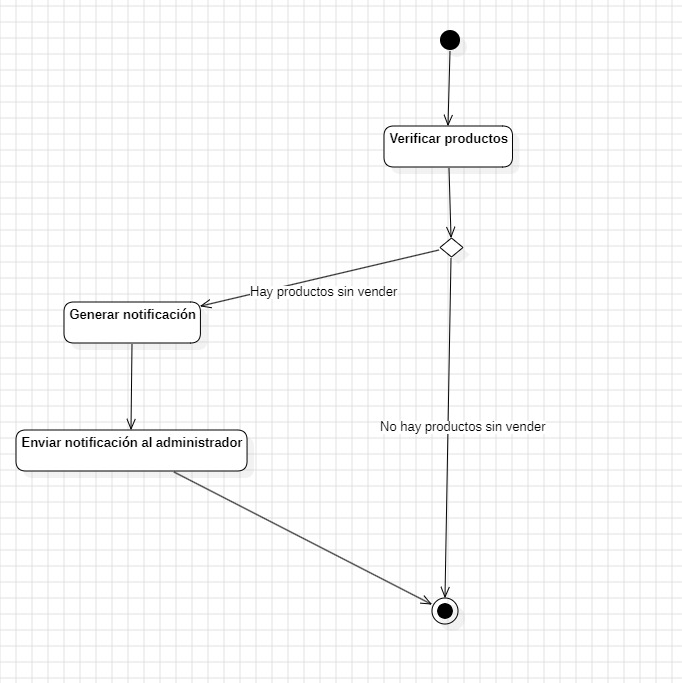 Verificar productos
Hay productos sin vender
Generar notificación
No hay productos sin vender
Enviar notificación al administrador